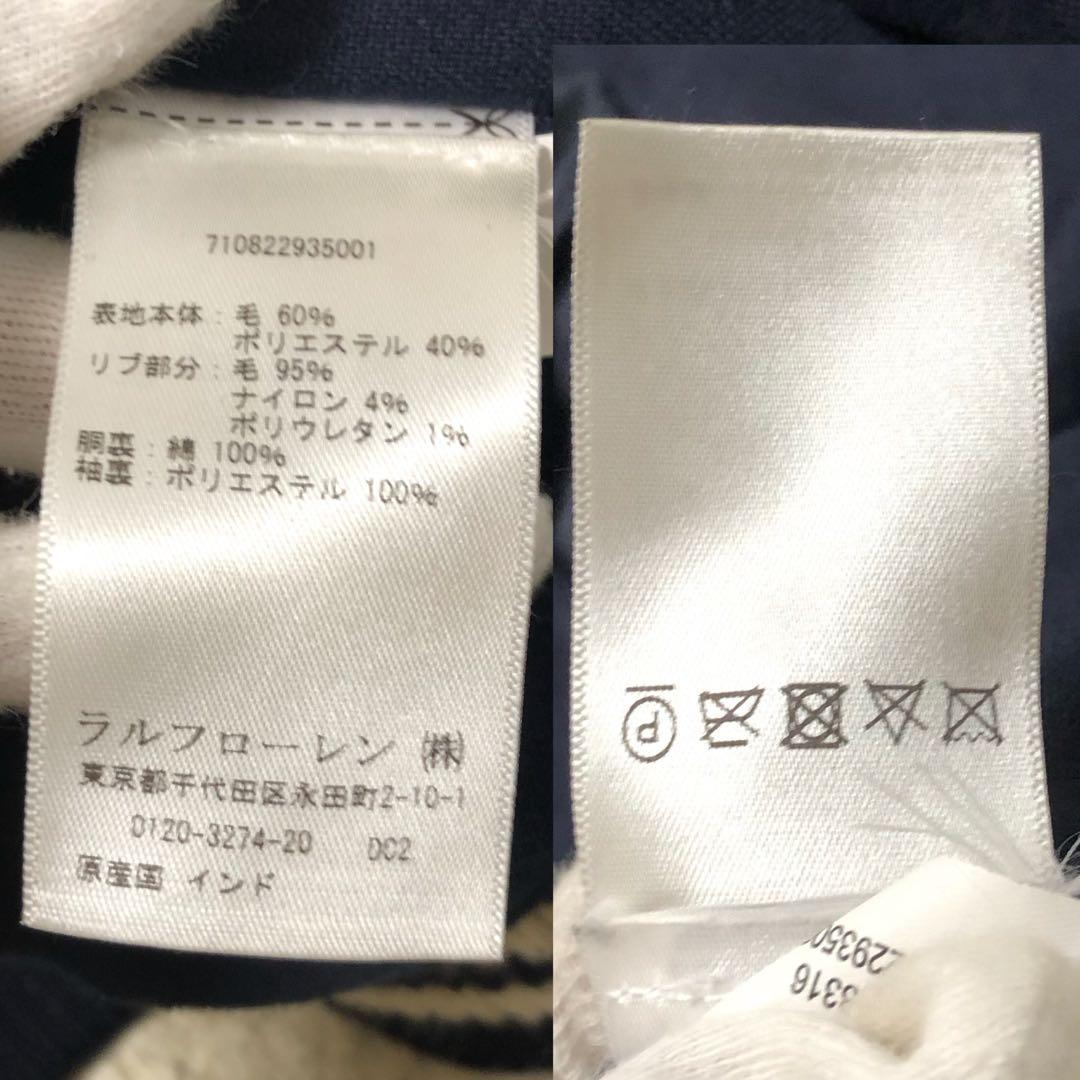 710822935001
表地本体：毛 60%
ポリエステル 40%
リブ部分：毛 95%
ナイロン 4%
ポリウレタン 1%
胴裏：綿 100%
袖裏：ポリエステル 100%
ラルフローレン ㈱
東京都千代田区永田町2-10-1
0120-3274-20 DC2
原産国 インド
P
3316